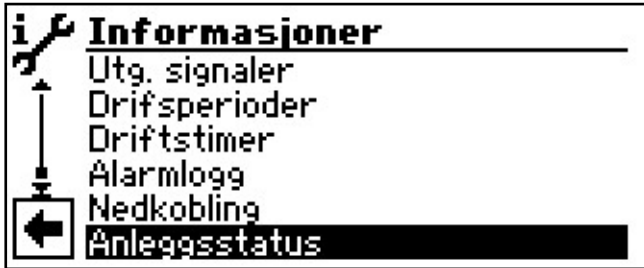 i
Informasjoner
Utg. signaler
Drifsperioder
Driftstimer
Alarmlogg
Nedkobling
Anleggsstatus